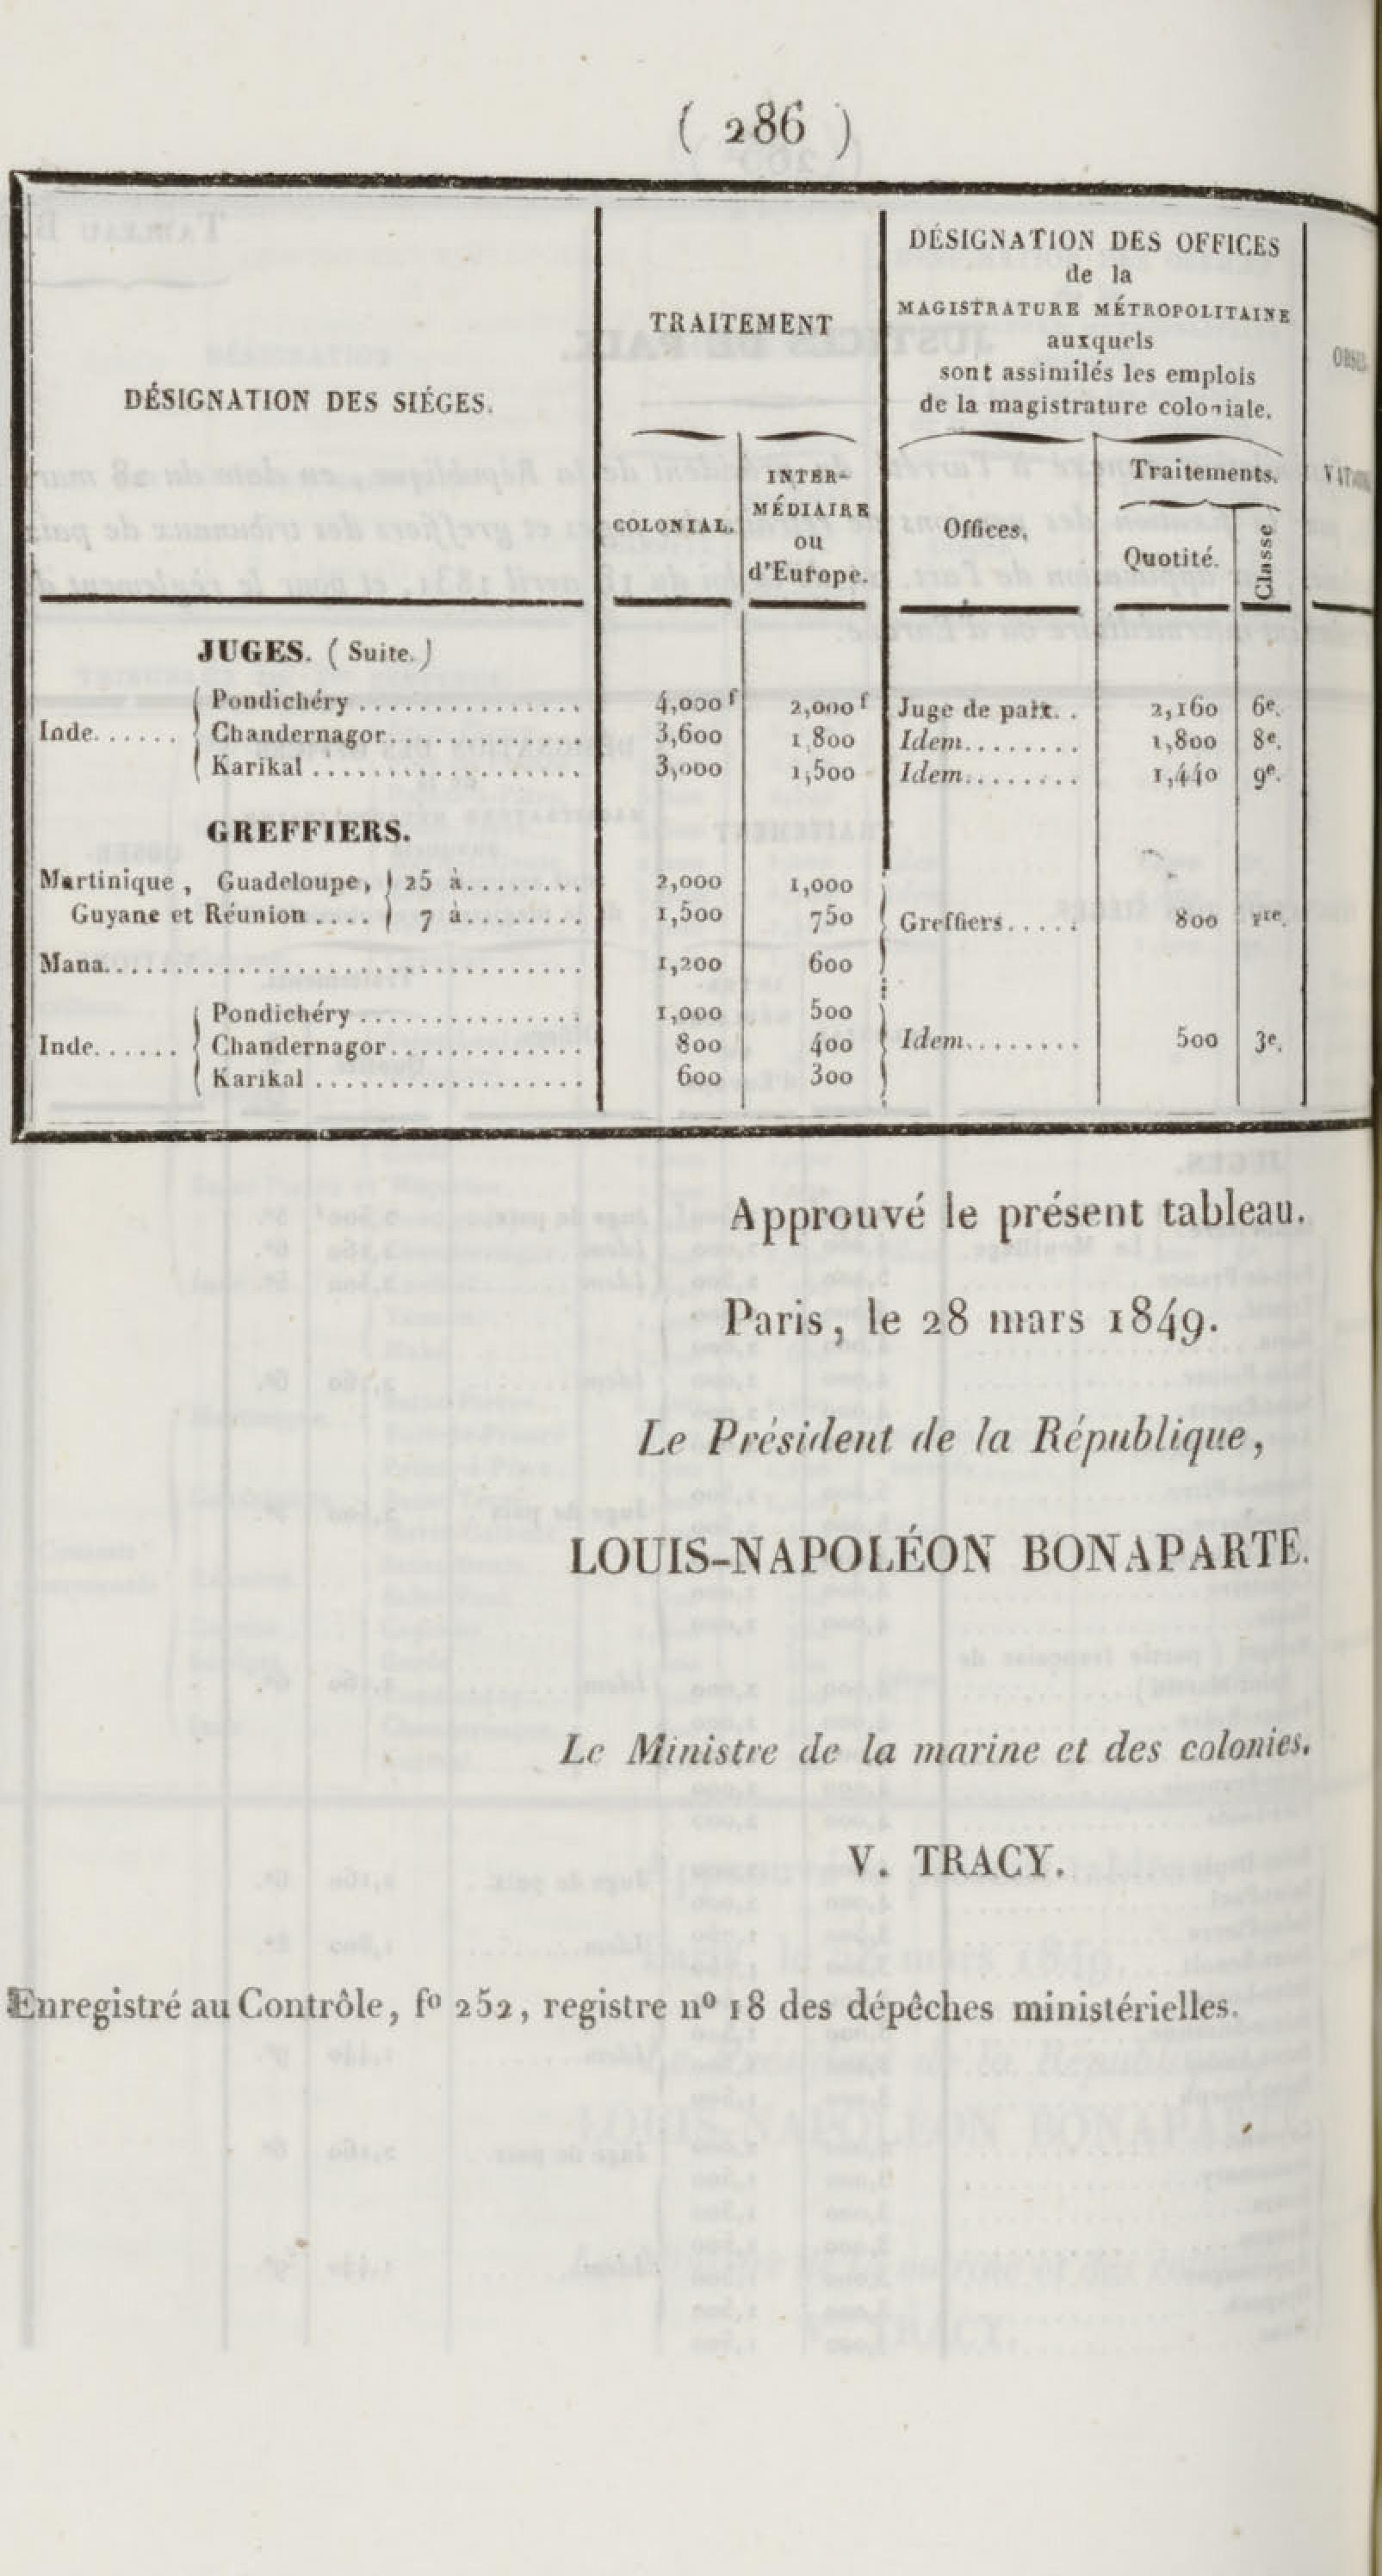 ( 286 )
DÉSIGNATION DES SIÉGES.
TRAITEMENT
COLONIAL.
INTER-
MÉDIAIRE
ou
d'Europe.
DÉSIGNATION DES OFFICES
de la
MAGISTRATURE MÉTROPOLITAINE
auxquels
sont assimilés les emplois
de la magistrature coloniale.
Offices.
Traitements.
Quotité.
Classe
JUGES. (Suite.)
Pondichéry ............... 4,000f 2,000f Juge de paix. . 2,160 6e.
Inde...... Chandernagor............. 3,600 1,800 Idem........ 1,800 8e.
Karikal .................. 3,000 1,500 Idem........ 1,440 9e.
GREFFIERS.
Martinique, Guadeloupe, 25 à........ 2,000 1,000
Guyane et Réunion .... 7 à........ 1,500 750 Greffiers..... 800 1re.
Mana.................................. 1,200 600
Pondichéry ............... 1,000 500
Inde...... Chandernagor............. 800 400 Idem........ 500 3e.
Karikal .................. 600 300
Approuvé le présent tableau.
Paris, le 28 mars 1849.
Le Président de la République,
LOUIS-NAPOLÉON BONAPARTE.
Le Ministre de la marine et des colonies.
V. TRACY.
Enregistré au Contrôle, fo 252, registre no 18 des dépêches ministérielles.